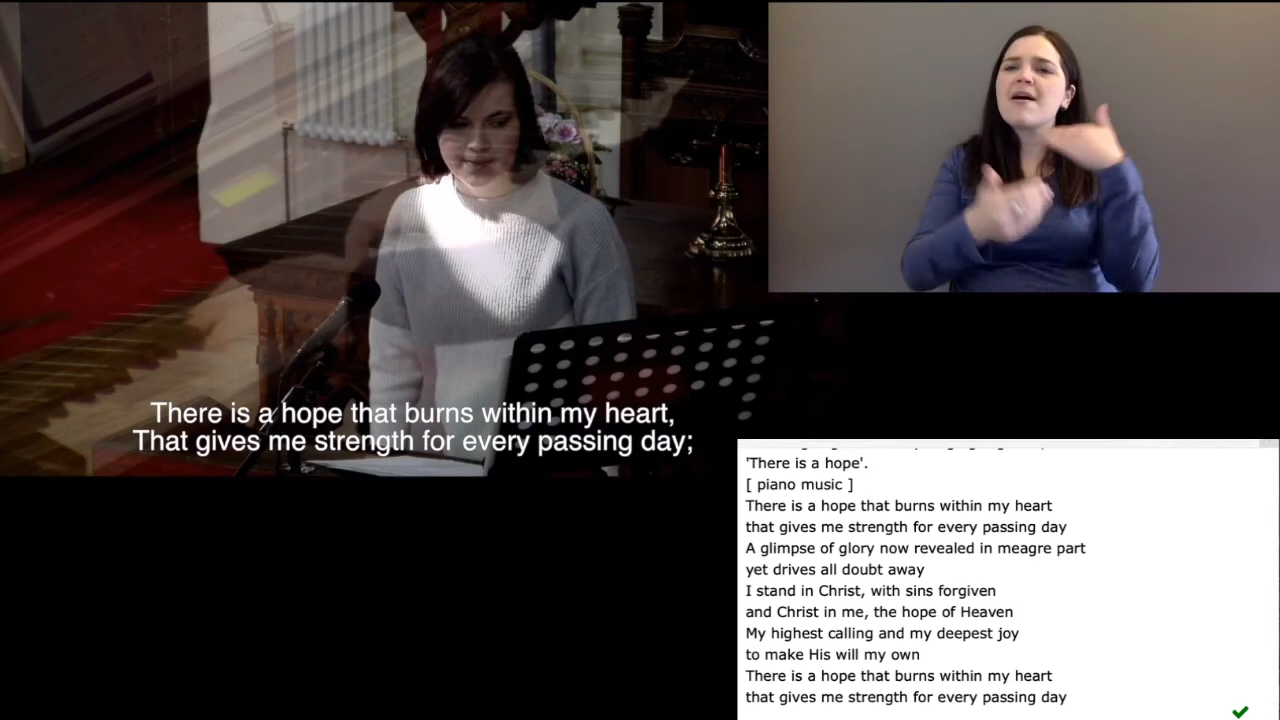 There is a hope that burns within my heart,
That gives me strength for every passing day;
'There is a hope'.
[ piano music ]
There is a hope that burns within my heart
that gives me strength for every passing day
A glimpse of glory now revealed in meagre part
yet drives all doubt away
I stand in Christ, with sins forgiven
and Christ in me, the hope of Heaven
My highest calling and my deepest joy
to make His will my own
There is a hope that burns within my heart
that gives me strength for every passing day